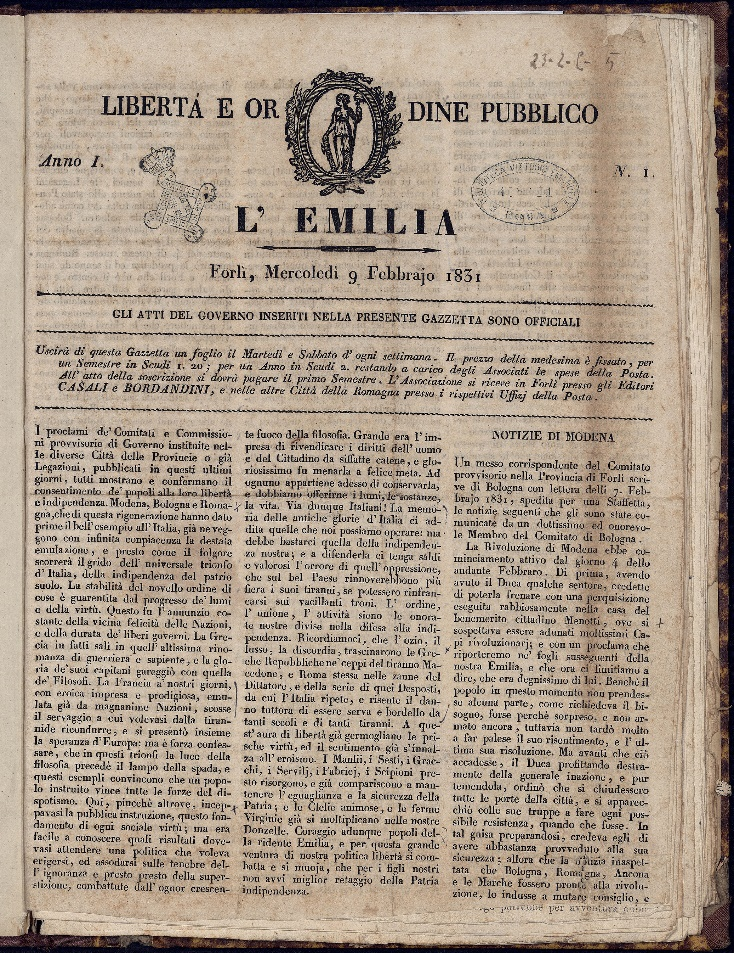 LIBERTÁ E ORDINE PUBBLICO
Anno I.
N. 1.
L' EMILIA
Forlì, Mercoledì 9 Febbrajo 1831
GLI ATTI DEL GOVERNO INSERITI NELLA PRESENTE GAZZETTA SONO OFFICIALI
Uscirà di questa Gazzetta un foglio il Martedì e Sabbato d' ogni settimana. Il prezzo della medesima è fissato, per
un Semestre in Scudi 1. 20; per un Anno in Scudi 2. restando a carico degli Associati le spese della Posta.
All' atto della soscrizione si dovrà pagare il primo Semestre. L'Associazione si riceve in Forlì presso gli Editori
CASALI e BORDANDINI, e nelle altre Città della Romagna presso i rispettivi Uffizj della Posta.
I proclami de' Comitati e Commissio-
ni provvisorio di Governo instituite nel-
le diverse Città delle Provincie o già
Legazioni, pubblicati in questi ultimi
giorni, tutti mostrano e confermano il
consentimento de' popoli alla loro libertà
e indipendenza. Modena, Bologna e Roma-
gna, che di questa rigenerazione hanno dato
prime il bell'esempio all'Italia, già ne veg-
gono con infinita compiacenza la destata
emulazione, e presto come il folgore
scorrerà il grido dell' universale trionfo
d' Italia, della indipendenza del patrio
suolo. La stabilità del novello ordine di
cose è guarentita dal progresso de' lumi
e della virtù. Questo fu l'annunzio co-
stante della vicina felicità delle Nazioni,
e della durata de' liberi governi. La Gre-
cia in fatti salì in quell' altissima rino-
manza di guerriera e sapiente, e la glo-
ria de' suoi capitani gareggiò con quella
de' Filosofi. La Francia a' nostri giorni,
con eroica impresa e prodigiosa, emu-
lata già da magnanime Nazioni, scosse
il servaggio a cui volevasi dalla tiran-
nide ricondurre, e si presentò insieme
la speranza d'Europa: ma è forza confes-
sare, che in questi trionfi la luce della
filosofia precedè il lampo della spada, e
questi esempli convincono che un popo-
lo instruito vince tutte le forze del di-
spotismo. Qui, piucchè altrove, incep-
pavasi la pubblica instruzione, questo fon-
damento di ogni sociale virtù; ma era
facile a conoscere quali risultati dove-
vasi attendere una politica che voleva
erigersi, ed assodarsi sulle tenebre del-
l' ignoranza e presto presto della super-
stizione, combattute dall' ognor crescen-
te fuoco della filosofia. Grande era l'im-
presa di rivendicare i diritti dell'uomo
e del Cittadino da siffatte catene, e glo-
riosissimo fu menarla a felice meta. Ad
ognuno appartiene adesso di conservarla,
e dobbiamo offerirne i lumi, le sostanze,
la vita. Via dunque Italiani! La memo-
ria delle antiche glorie d' Italia ci ad-
dita quelle che noi possiamo operare: ma
debbe bastarci quella della indipenden-
za nostra; e a difenderla ci tenga saldi
e valorosi l' orrore di quell' oppressione,
che sul bel Paese rinnoverebbono più
fiera i suoi tiranni, se potessero rinfran-
carsi sui vacillanti troni. L' ordine,
l' unione, l' attività siono le onora-
te nostre divise nella difesa alla indi-
pendenza. Ricordiamoci, che l' ozio, il
lusso, la discordia, trascinarono le Gre-
che Repubbliche ne' ceppi del tiranno Ma-
cedone; e Roma stessa nelle zanne del
Dittatore, e della serie di quei Desposti,
da cui l' Italia ripete, e risente il dan-
no tuttora di essere serva e bordello da
tanti secoli e di tanti tiranni. A que-
st' aura di libertà già germogliano le pri-
sche virtù, ed il sentimento già s'innal-
za all' eroismo. I Manlii, i Sesti, i Grac-
chi, i Servilj, i Fabricj, i Scipioni pre-
sto risorgono, e già compariscono a man-
tenere l' eguaglianza e la sicurezza della
Patria; e le Clelie animose, e le ferme
Virginie già si moltiplicano nelle nostre
Donzelle. Coraggio adunque popoli del-
la ridente Emilia, e per questa grande
ventura di nostra politica libertà si com-
batta e si muoja, che per i figli nostri
non avvi miglior retaggio della Patria
indipendenza.
NOTIZIE DI MODENA
Un messo corrispondente del Comitato
provvisorio nella Provincia di Forlì scri-
ve di Bologna con lettera delli 7. Feb-
brajo 1831, spedita per una Staffetta,
le notizie seguenti che gli sono state co-
municate da un dottissimo ed onorevo-
le Membro del Comitato di Bologna.
La Rivoluzione di Modena ebbe co-
minciamento attivo dal giorno 4 dello
andante Febbraro. Di prima, avendo
avuto il Duca qualche sentore, credette
di poterla frenare con una perquisizione
eseguita rabbiosamente nella casa del
benemerito cittadino Menotti, ove si
sospettava essere adunati moltissimi Ca-
pi rivoluzionarj; e con un proclama che
riporteremo ne' fogli susseguenti della
nostra Emilia, e che ora ci limitiamo a
dire, che era degnissimo di lui. Benchè il
popolo in questo momento non prendes-
se alcuna parte, come richiedeva il bi-
sogno, forse perchè sorpreso, e non ar-
mato ancora, tuttavia non tardò molto
a far palese il suo risentimento, e l' ul-
tima sua risoluzione. Ma avanti che ciò
accadesse, il Duca profittando destra-
mente della generale inazione, e pur
temendola, ordinò che si chiudessero
tutte le porte della città, e si apparec-
chiò colle sue truppe a fare ogni pos-
sibile resistenza, quando che fosse. In
tal guisa preparandosi, credeva egli di
avere abbastanza provveduto alla sua
sicurezza; allora che la notizia inaspet-
tata che Bologna, Romagna, Ancona
e le Marche fossero pronte alla rivolu-
zione, lo indusse a mutare consiglio, e